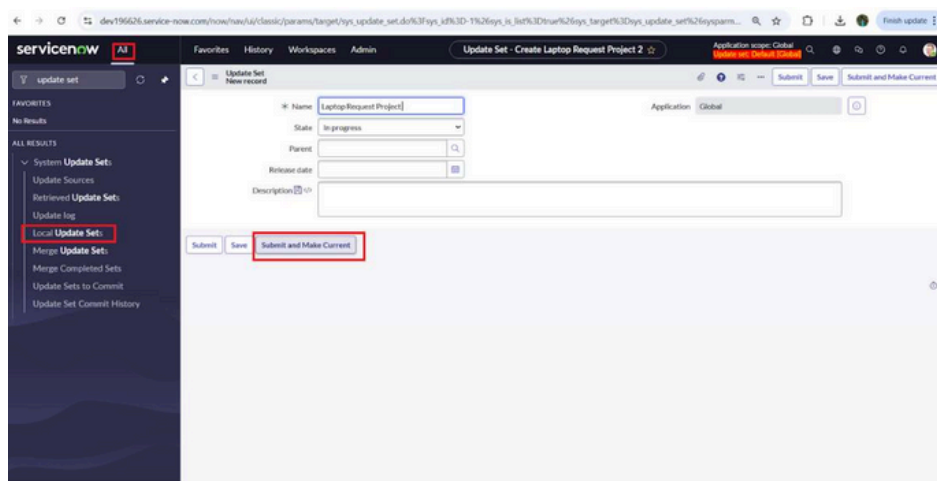 dev196626.service-now.com/now/nav/ui/classic/params/target/sys_update_set.do%3Fsys_id%3D-1%26sys_is_list%3Dtrue%26sys_target%3Dsys_update_set%26sysparm...
Finish update
servicenow All Favorites History Workspaces Admin Update Set - Create Laptop Request Project 2 Application scope: Global
Update set: Default [Global]
update set
Update Set
New record
Submit Save Submit and Make Current
FAVORITES
No Results
ALL RESULTS
System Update Sets
Update Sources
Retrieved Update Sets
Update log
Local Update Sets
Merge Update Sets
Merge Completed Sets
Update Sets to Commit
Update Set Commit History
* Name Laptop Request Project
Application Global
State In progress
Parent
Release date
Description
Submit Save Submit and Make Current